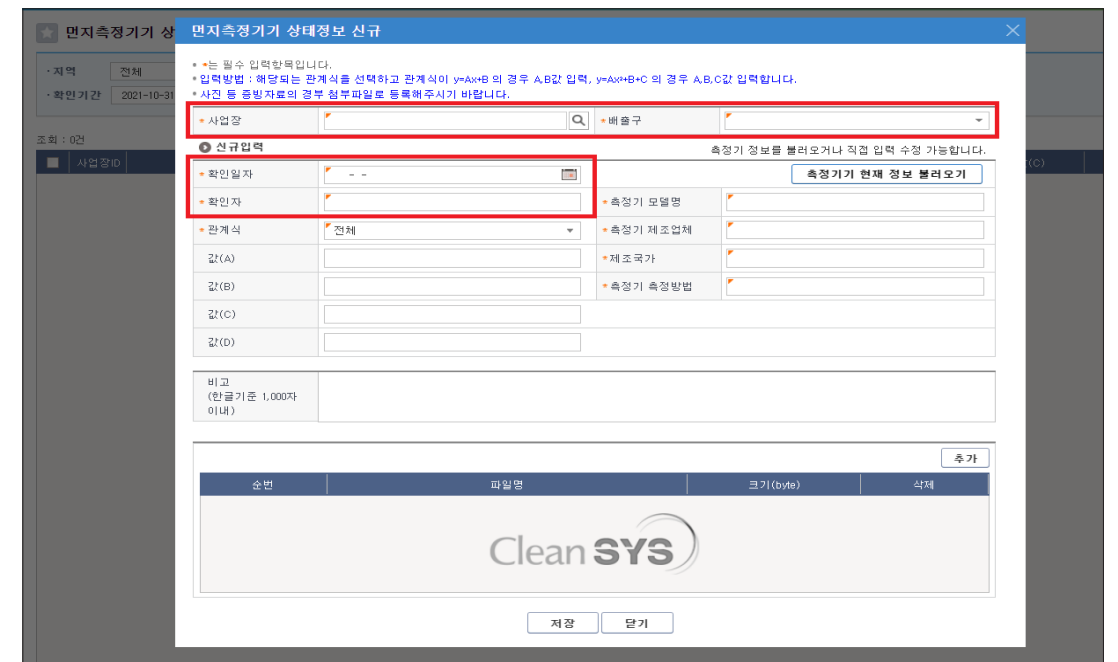 먼지측정기기 상
먼지측정기기 상태정보 신규
·지역 전체
·확인기간 2021-10-31
조회 : 0건
사업장ID
(C)
* *는 필수 입력항목입니다.
* 입력방법 : 해당되는 관계식을 선택하고 관계식이 y=Ax+B 의 경우 A,B값 입력, y=Ax²+B+C 의 경우 A,B,C값 입력합니다.
* 사진 등 증빙자료의 경우 첨부파일로 등록해주시기 바랍니다.
* 사업장 * 배출구
신규입력 측정기 정보를 불러오거나 직접 입력 수정 가능합니다.
* 확인일자 - - 측정기기 현재 정보 불러오기
* 확인자 * 측정기 모델명
* 관계식 전체 * 측정기 제조업체
값(A) * 제조국가
값(B) * 측정기 측정방법
값(C)
값(D)
비고
(한글기준 1,000자
이내)
추가
순번 파일명 크기(byte) 삭제
Clean SYS
저장 닫기